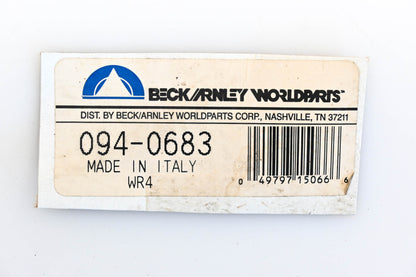 BECK/ARNLEY WORLDPARTS™
DIST. BY BECK/ARNLEY WORLDPARTS CORP., NASHVILLE, TN 37211
094-0683
MADE IN ITALY
WR4
0 49797 15066 6